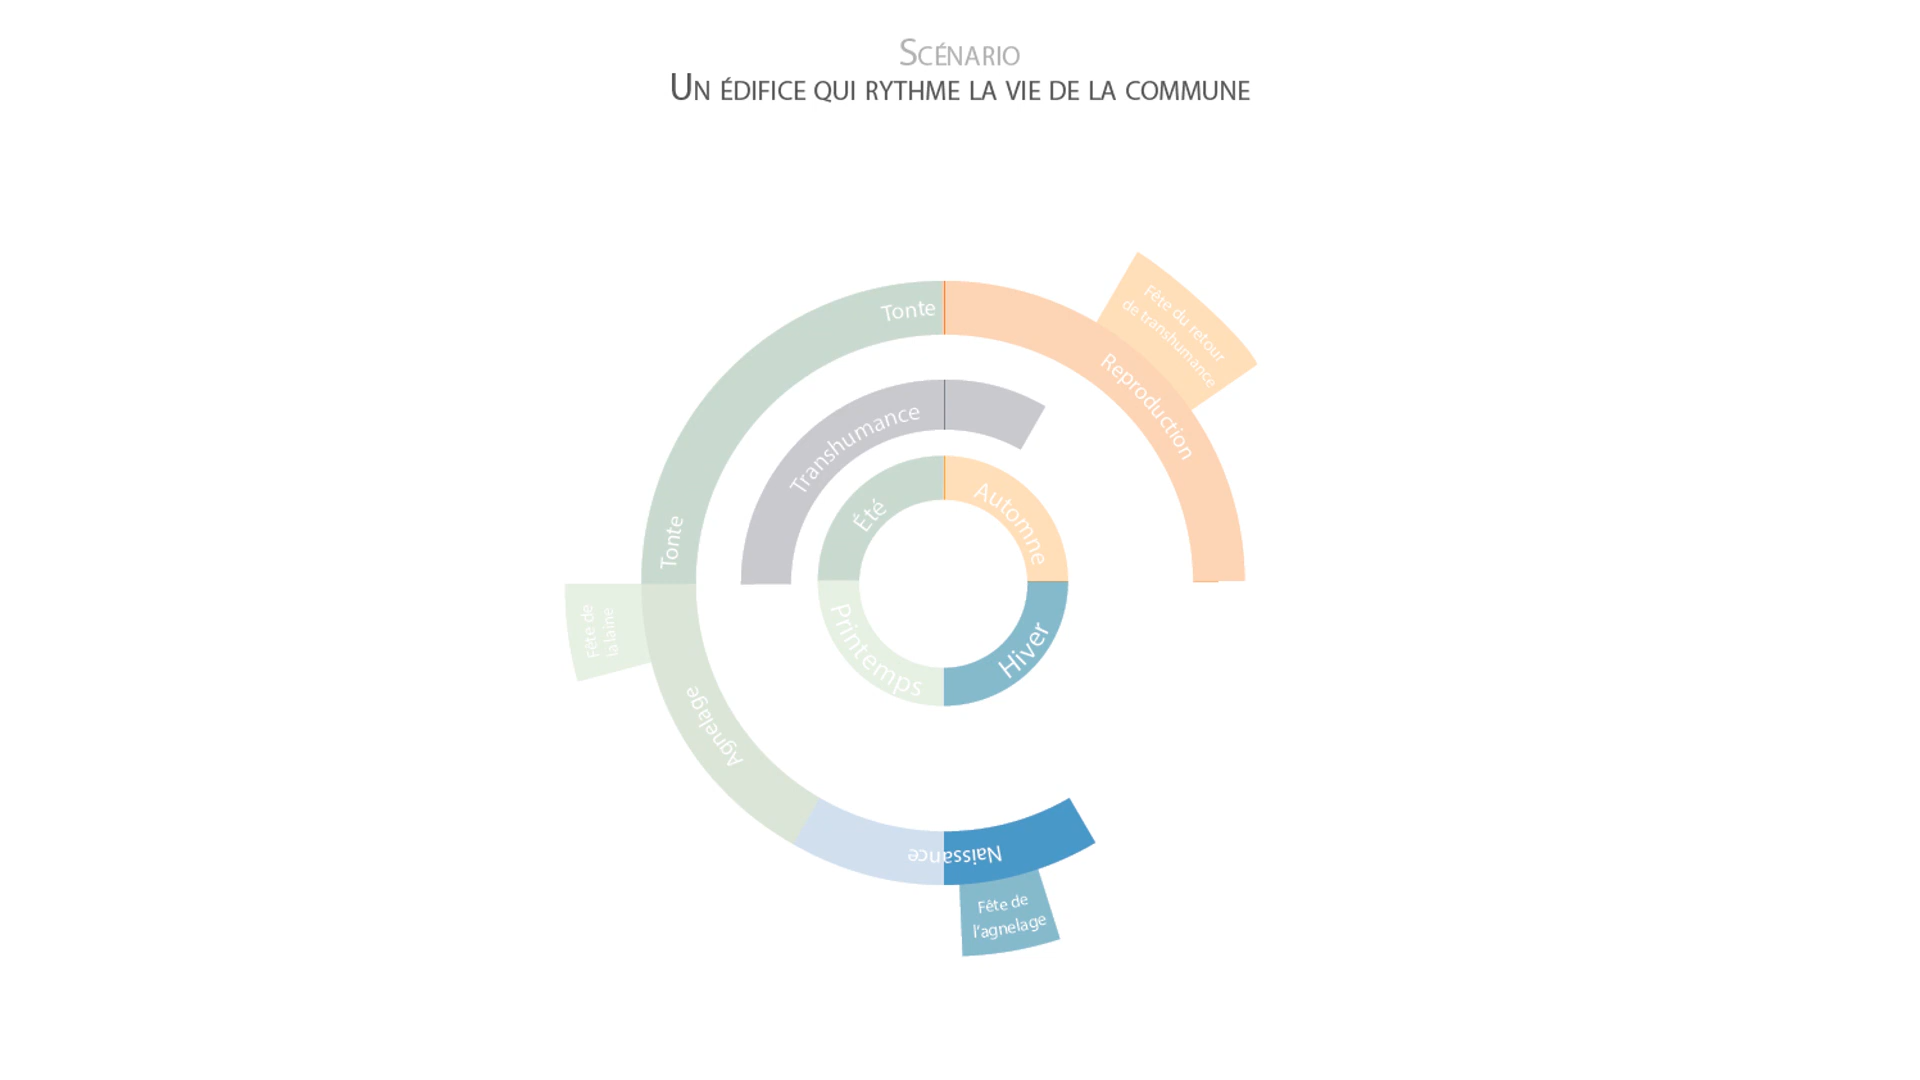 Scénario
Un édifice qui rythme la vie de la commune
Fête du retour
de transhumance
Tonte
Reproduction
Transhumance
Automne
Été
Tonte
Fête de
la laine
Printemps
Hiver
Agnelage
Naissance
Fête de
l'agnelage